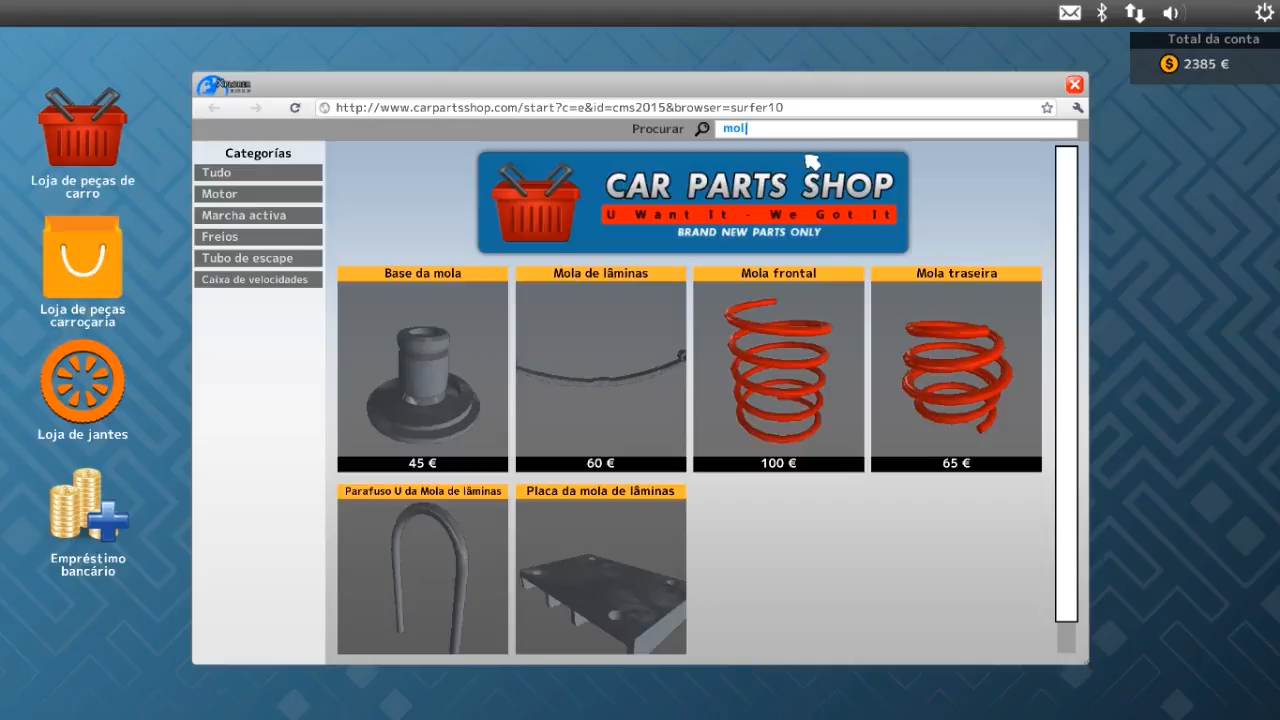 Total da conta
2385 €
http://www.carpartsshop.com/start?c=e&id=cms2015&browser=surfer10
Procurar
mol
Loja de peças de
carro
Loja de peças
carroçaria
Loja de jantes
Empréstimo
bancário
Categorías
Tudo
Motor
Marcha activa
Freios
Tubo de escape
Caixa de velocidades
CAR PARTS SHOP
U Want It - We Got It
BRAND NEW PARTS ONLY
Base da mola
45 €
Mola de lâminas
60 €
Mola frontal
100 €
Mola traseira
65 €
Parafuso U da Mola de lâminas
Placa da mola de lâminas